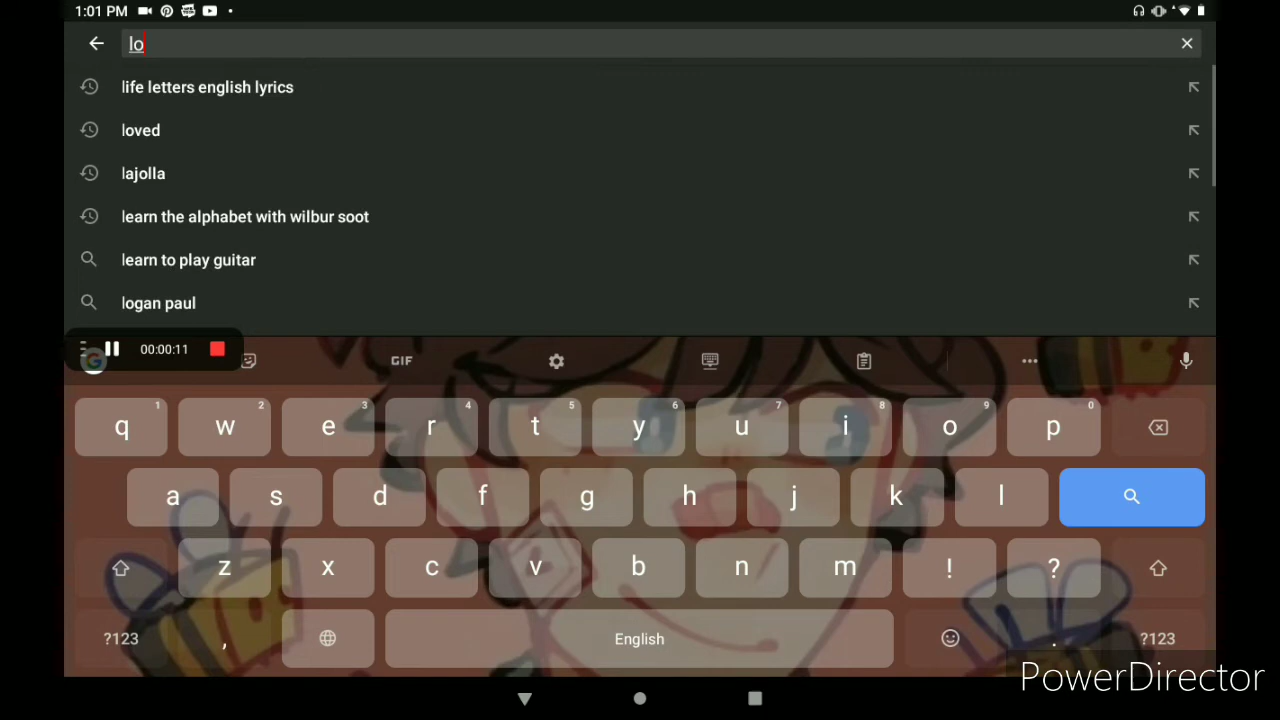 1:01 PM
lo
life letters english lyrics
loved
lajolla
learn the alphabet with wilbur soot
learn to play guitar
logan paul
00:00:11
G GIF
q 1 w 2 e 3 r 4 t 5 y 6 u 7 i 8 o 9 p 0
a s d f g h j k l
z x c v b n m ! ?
?123 , English . ?123
PowerDirector